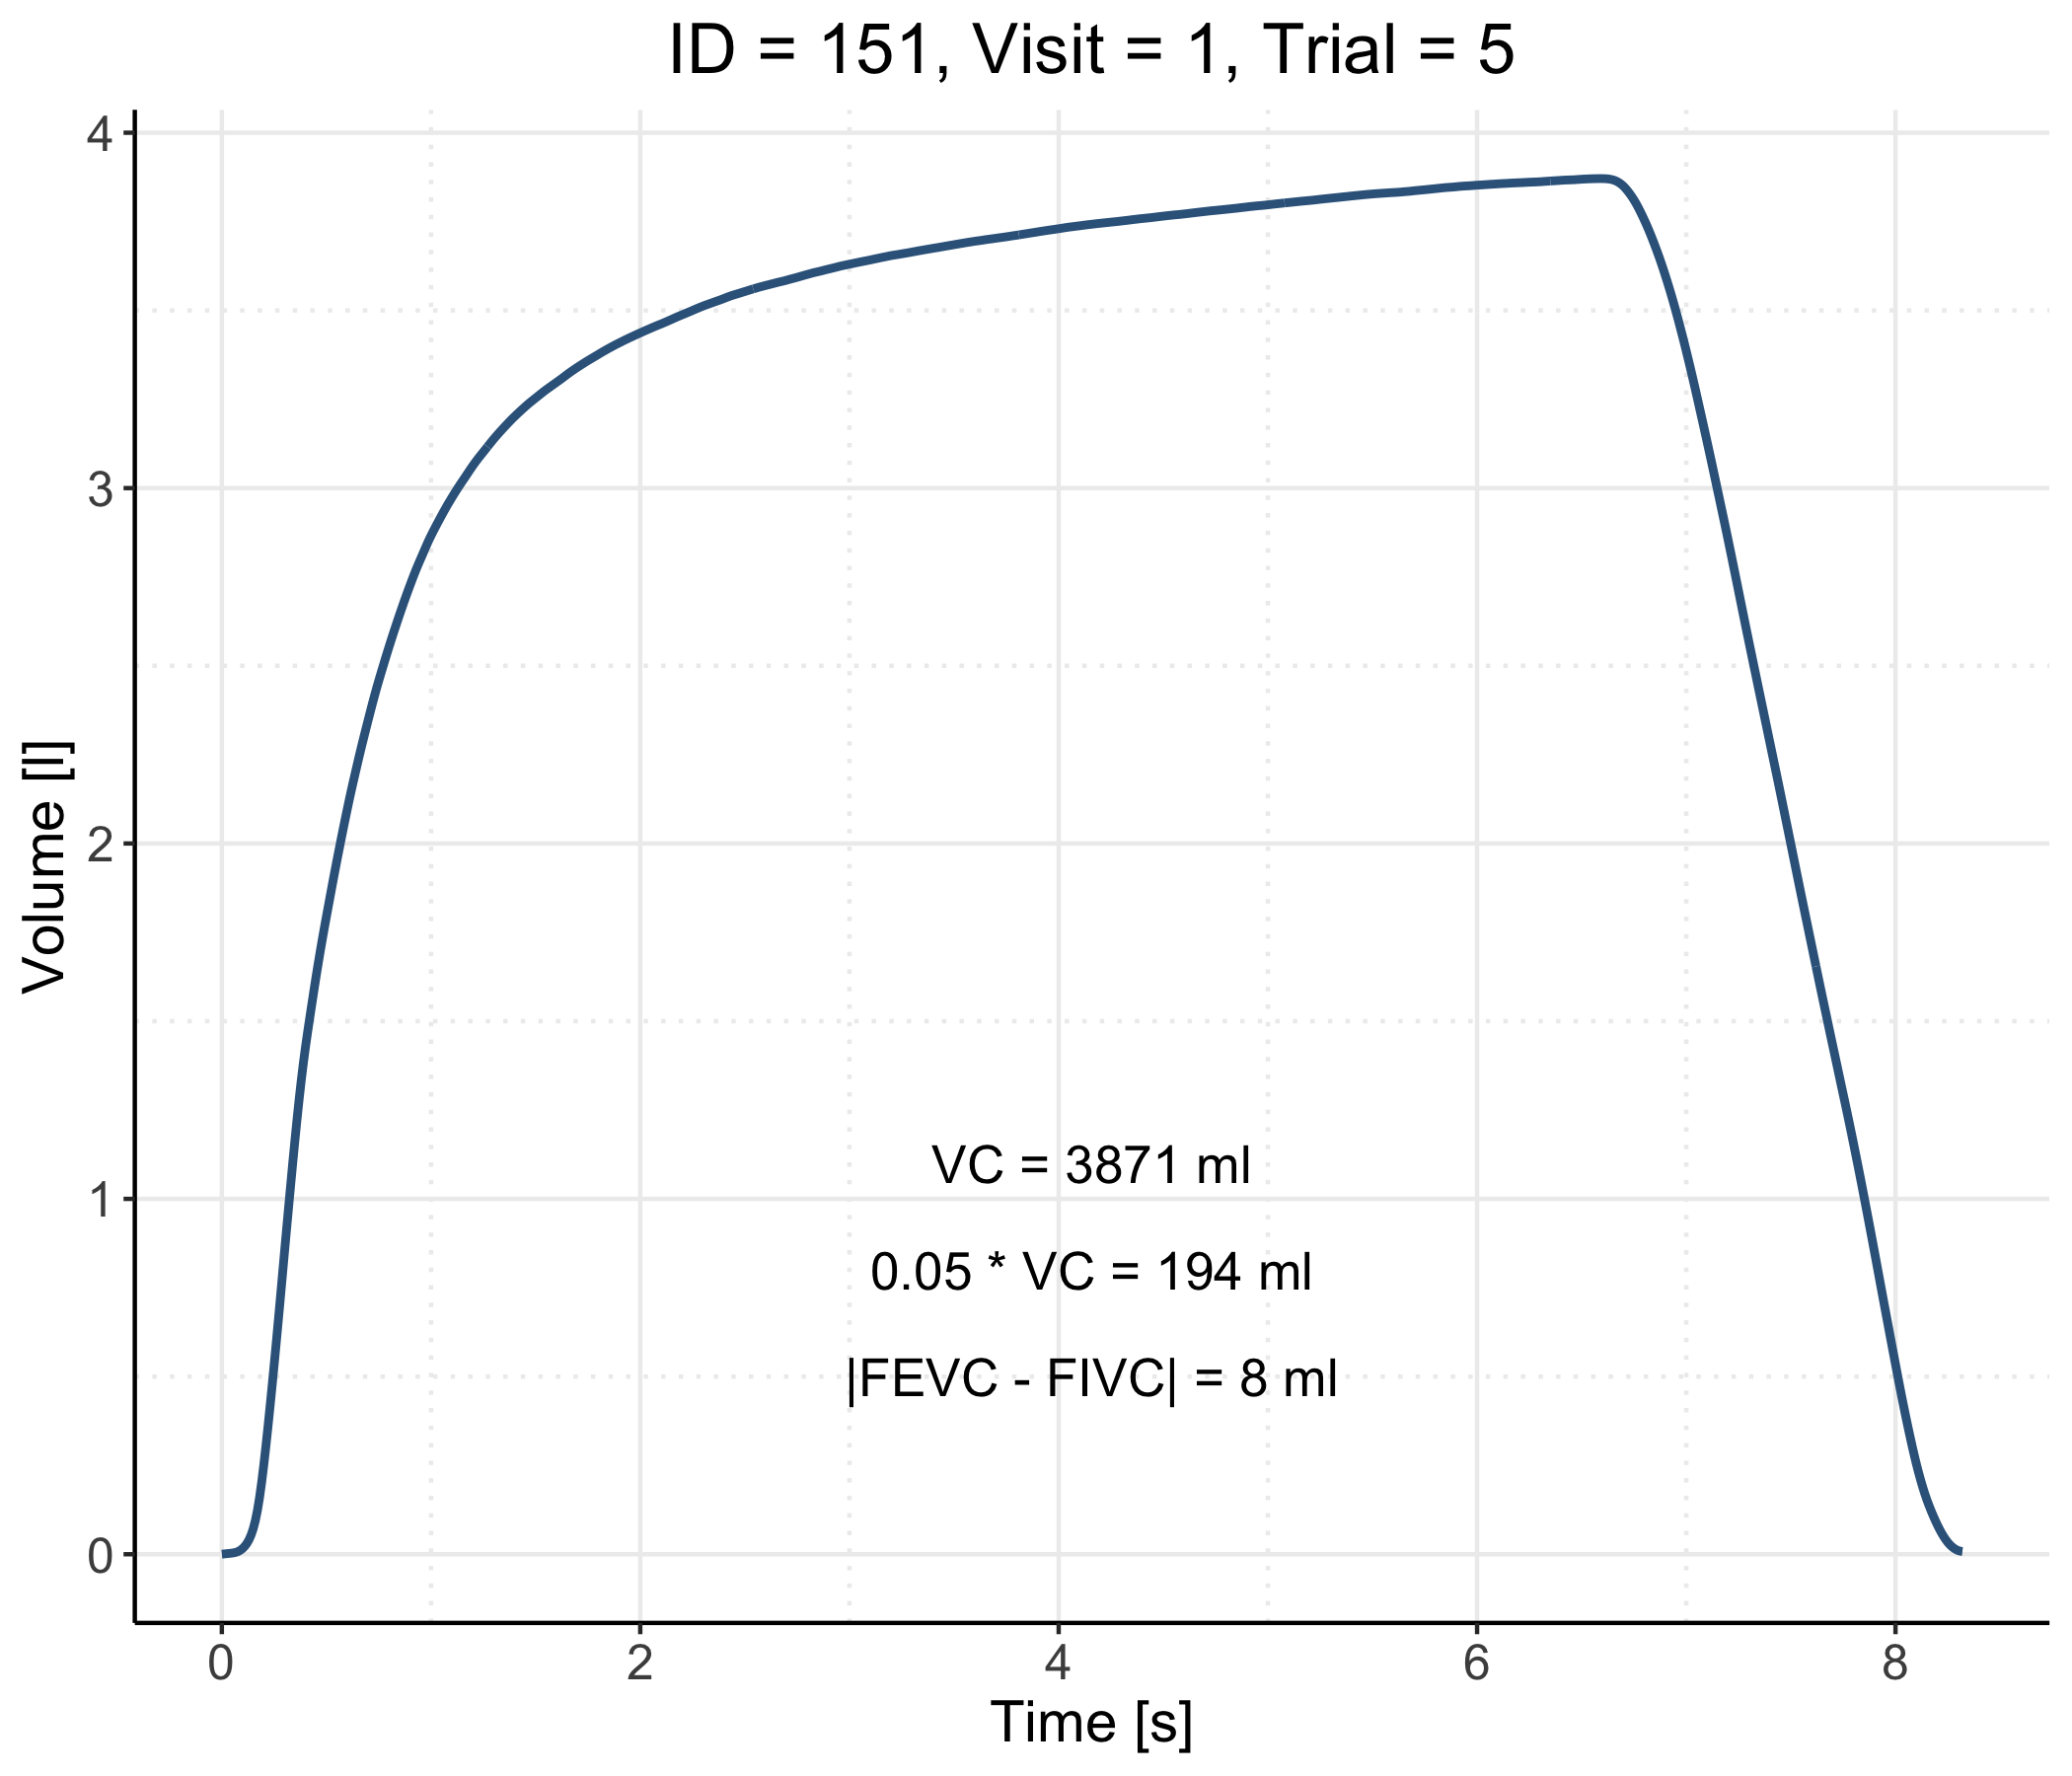 ID = 151, Visit = 1, Trial = 5
4
3
2
1
0
Volume [l]
VC = 3871 ml
0.05 * VC = 194 ml
|FEVC - FIVC| = 8 ml
0 2 4 6 8
Time [s]